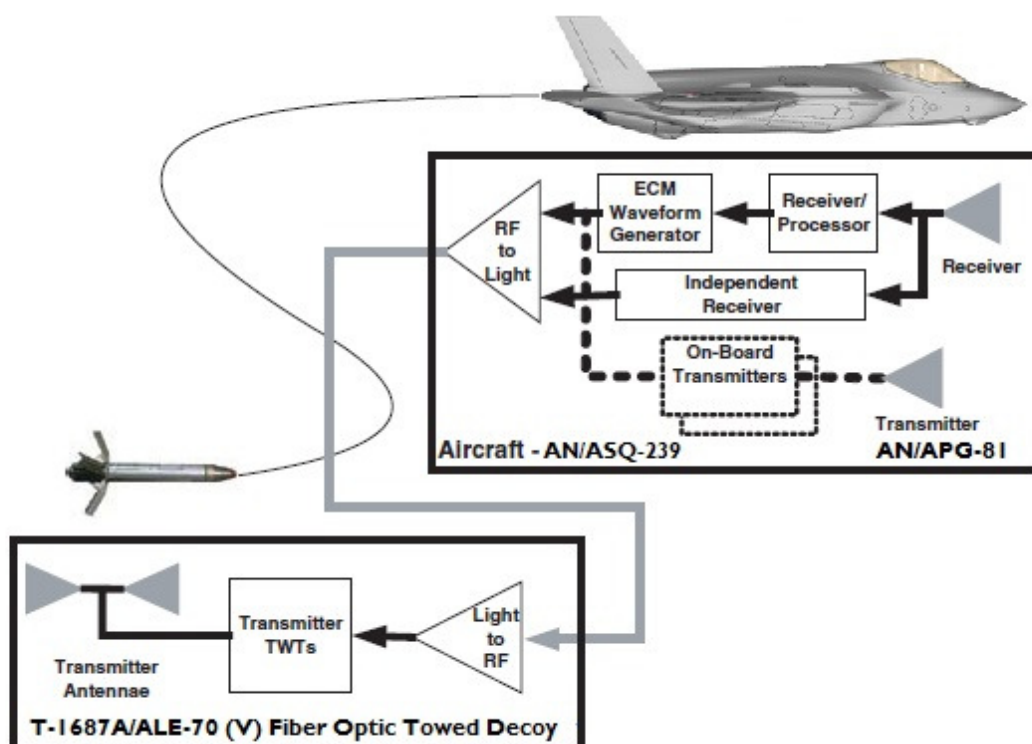 ECM
Waveform
Generator
Receiver/
Processor
RF
to
Light
Receiver
Independent
Receiver
On-Board
Transmitters
Transmitter
Aircraft - AN/ASQ-239
AN/APG-81
Transmitter
TWTs
Light
to
RF
Transmitter
Antennae
T-1687A/ALE-70 (V) Fiber Optic Towed Decoy